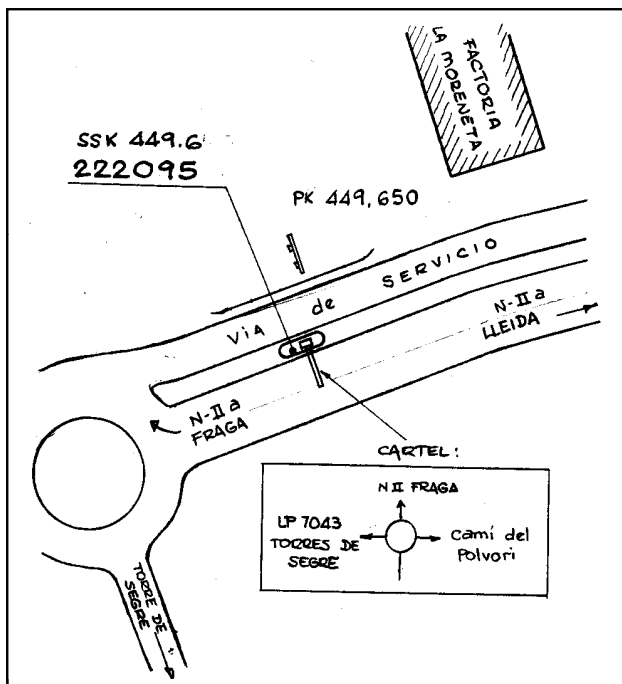 FACTORIA
LA MORENETA
SSK 449.6
222095
PK 449,650
VIA de SERVICIO
N-II a
LLEIDA
N-II a
FRAGA
CARTEL:
N II FRAGA
LP 7043
TORRES DE
SEGRE
Camí del
Polvori
TORRE DE
SEGRE